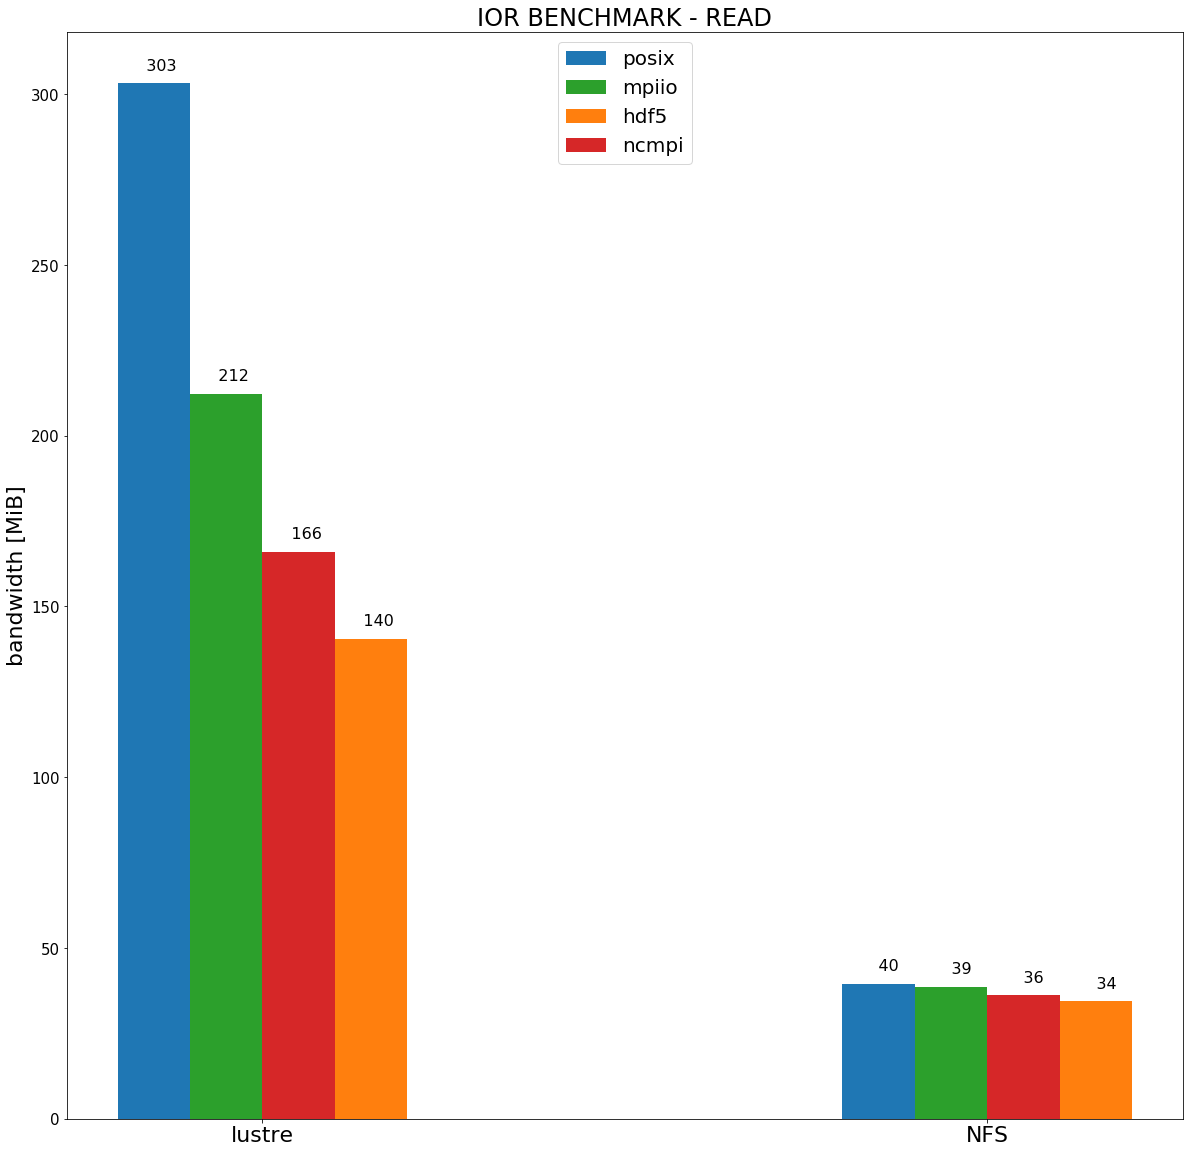 IOR BENCHMARK - READ
posix
mpiio
hdf5
ncmpi
bandwidth [MiB]
300
250
200
150
100
50
0
303
212
166
140
40
39
36
34
lustre
NFS